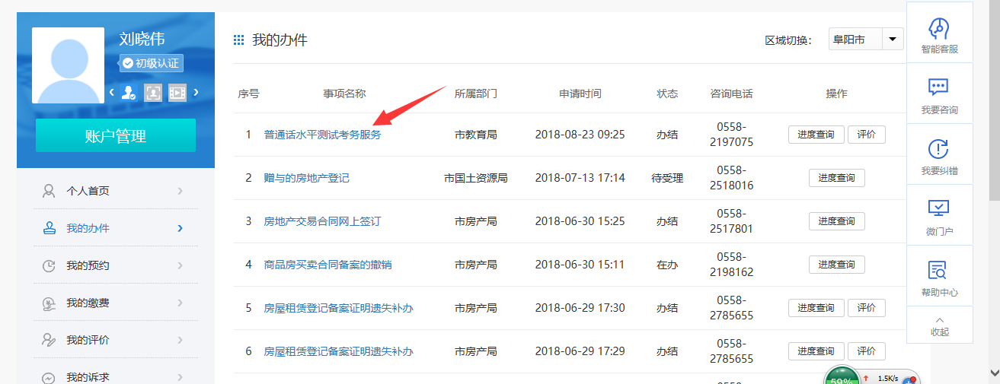 刘晓伟
初级认证
账户管理
个人首页
我的办件
我的预约
我的缴费
我的评价
我的诉求
我的办件
区域切换：
阜阳市
序号 事项名称 所属部门 申请时间 状态 咨询电话 操作
1 普通话水平测试考务服务 市教育局 2018-08-23 09:25 办结 0558-
2197075 进度查询 评价
2 赠与的房地产登记 市国土资源局 2018-07-13 17:14 待受理 0558-
2518016 进度查询
3 房地产交易合同网上签订 市房产局 2018-06-30 15:25 办结 0558-
2517801 进度查询
4 商品房买卖合同备案的撤销 市房产局 2018-06-30 15:11 在办 0558-
2198162 进度查询
5 房屋租赁登记备案证明遗失补办 市房产局 2018-06-29 17:30 办结 0558-
2785655 进度查询 评价
6 房屋租赁登记备案证明遗失补办 市房产局 2018-06-29 17:29 办结 0558-
2785655 进度查询 评价
智能客服
我要咨询
我要纠错
微门户
帮助中心
收起
59%
1.5K/s